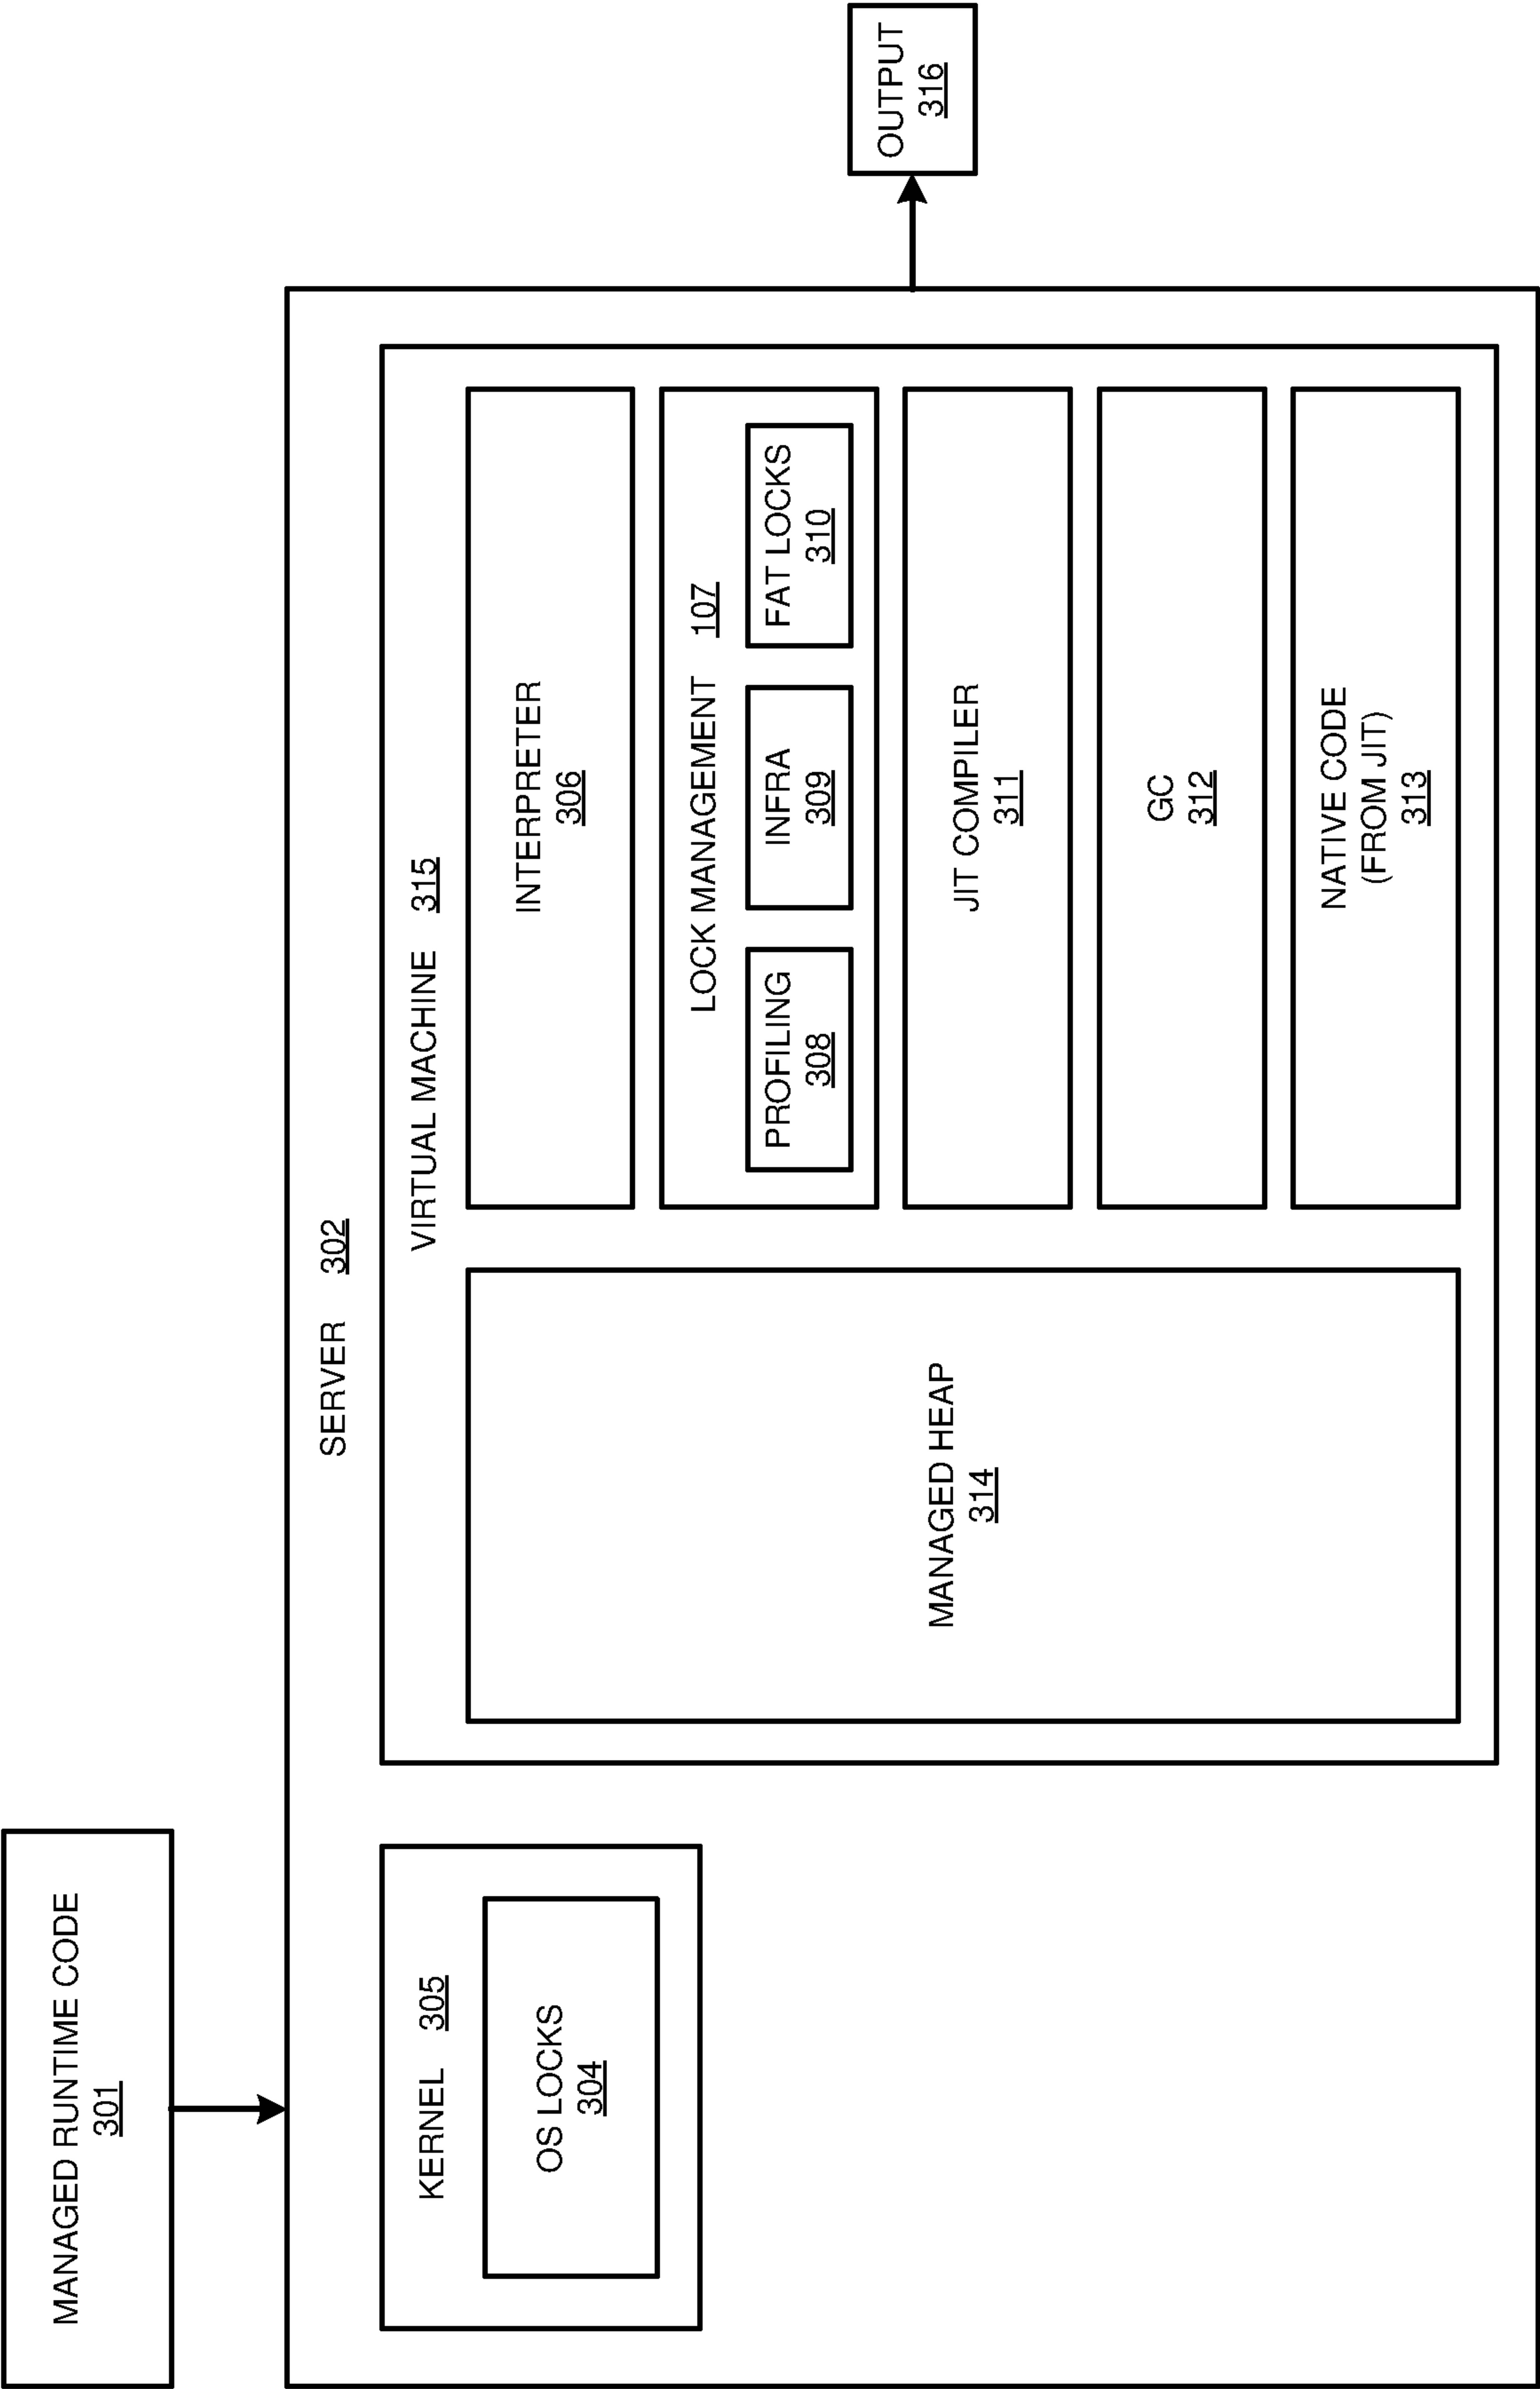 MANAGED RUNTIME CODE
301
SERVER 302
KERNEL 305
OS LOCKS
304
VIRTUAL MACHINE 315
MANAGED HEAP
314
INTERPRETER
306
LOCK MANAGEMENT 107
PROFILING
308
INFRA
309
FAT LOCKS
310
JIT COMPILER
311
GC
312
NATIVE CODE
(FROM JIT)
313
OUTPUT
316